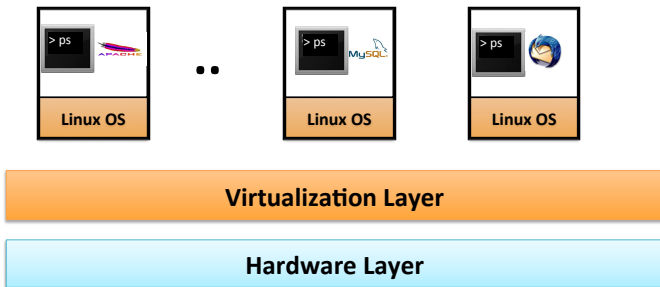 > ps
APACHE
Linux OS
..
> ps
MySQL
Linux OS
> ps
Linux OS
Virtualization Layer
Hardware Layer